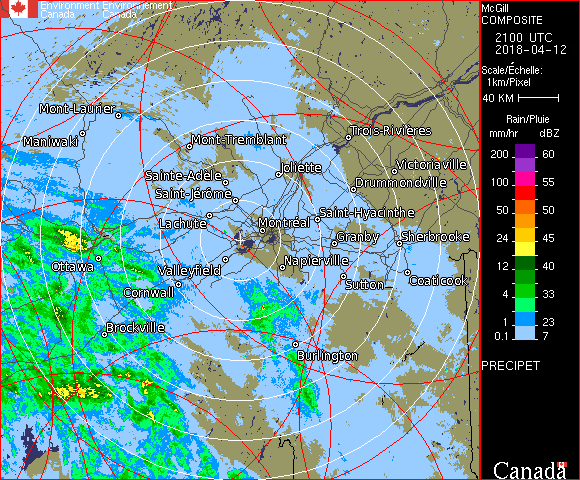 Environment Environnement
Canada Canada
Mont-Laurier
Maniwaki
Mont-Tremblant
Trois-Rivières
Joliette
Victoriaville
Sainte-Adèle
Drummondville
Saint-Jérôme
Lachute
Saint-Hyacinthe
Montréal
Granby
Sherbrooke
Ottawa
Valleyfield
Napierville
Coaticook
Sutton
Cornwall
Brockville
Burlington
McGill
COMPOSITE
2100 UTC
2018-04-12
Scale/Échelle:
1km/Pixel
40 KM
Rain/Pluie
mm/hr dBZ
200 60
150 57
100 55
50 50
24 45
12 40
4 33
1 23
0.1 7
PRECIPET
Canada